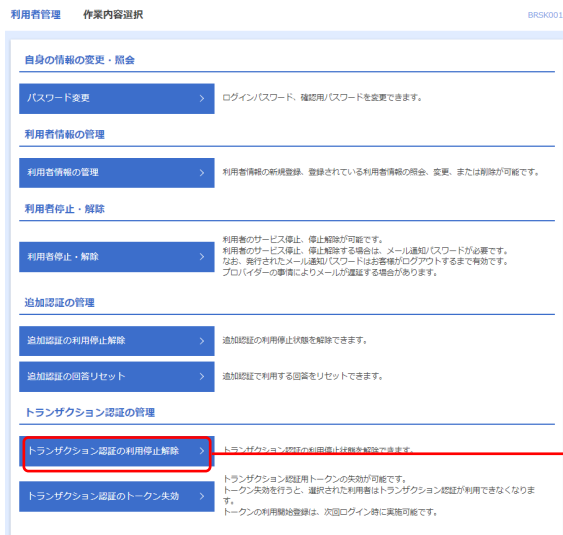 利用者管理 作業内容選択 BRSK001
自身の情報の変更・照会
パスワード変更
ログインパスワード、確認用パスワードを変更できます。
利用者情報の管理
利用者情報の管理
利用者情報の新規登録、登録されている利用者情報の照会、変更、または削除が可能です。
利用者停止・解除
利用者停止・解除
利用者のサービス停止、停止解除が可能です。
利用者のサービス停止、停止解除する場合は、メール通知パスワードが必要です。
なお、発行されたメール通知パスワードはお客様がログアウトするまで有効です。
プロバイダーの事情によりメールが遅延する場合があります。
追加認証の管理
追加認証の利用停止解除
追加認証の利用停止状態を解除できます。
追加認証の回答リセット
追加認証で利用する回答をリセットできます。
トランザクション認証の管理
トランザクション認証の利用停止解除
トランザクション認証の利用停止状態を解除できます。
トランザクション認証のトークン失効
トランザクション認証用トークンの失効が可能です。
トークン失効を行うと、選択された利用者はトランザクション認証が利用できなくなりま
す。
トークンの利用開始登録は、次回ログイン時に実施可能です。